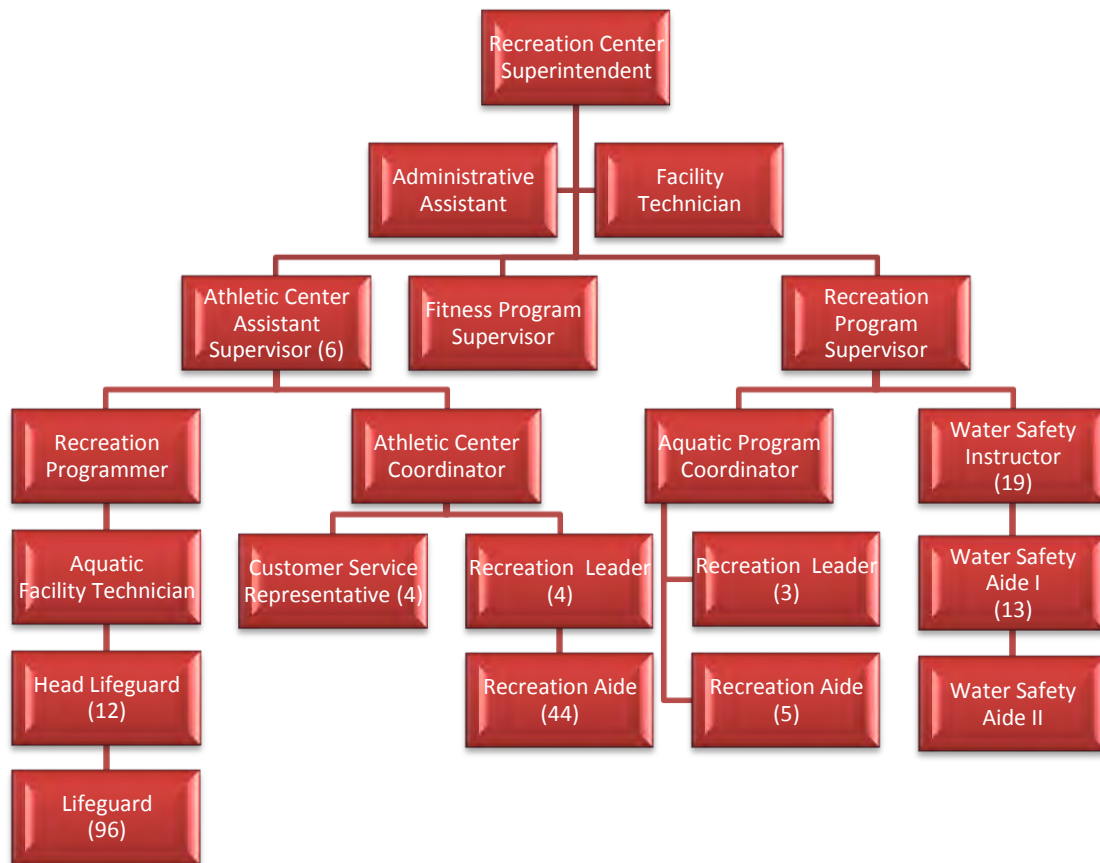 Recreation Center
Superintendent
Administrative
Assistant
Facility
Technician
Athletic Center
Assistant
Supervisor (6)
Fitness Program
Supervisor
Recreation
Program
Supervisor
Recreation
Programmer
Athletic Center
Coordinator
Aquatic Program
Coordinator
Water Safety
Instructor
(19)
Aquatic
Facility Technician
Customer Service
Representative (4)
Recreation Leader
(4)
Recreation Leader
(3)
Water Safety
Aide I
(13)
Head Lifeguard
(12)
Recreation Aide
(44)
Recreation Aide
(5)
Water Safety
Aide II
Lifeguard
(96)